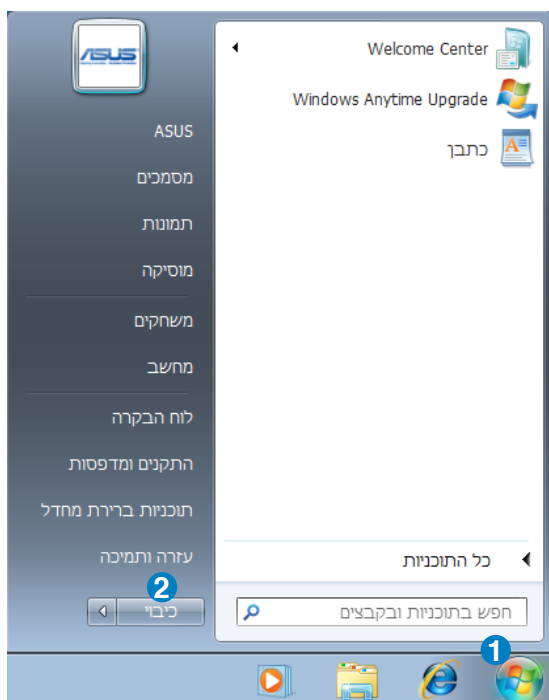 Welcome Center
Windows Anytime Upgrade
כתבן
כל התוכניות
חפש בתוכניות ובקבצים
1
ASUS
ASUS
מסמכים
תמונות
מוסיקה
משחקים
מחשב
לוח הבקרה
התקנים ומדפסות
תוכניות ברירת מחדל
עזרה ותמיכה
2
כיבוי